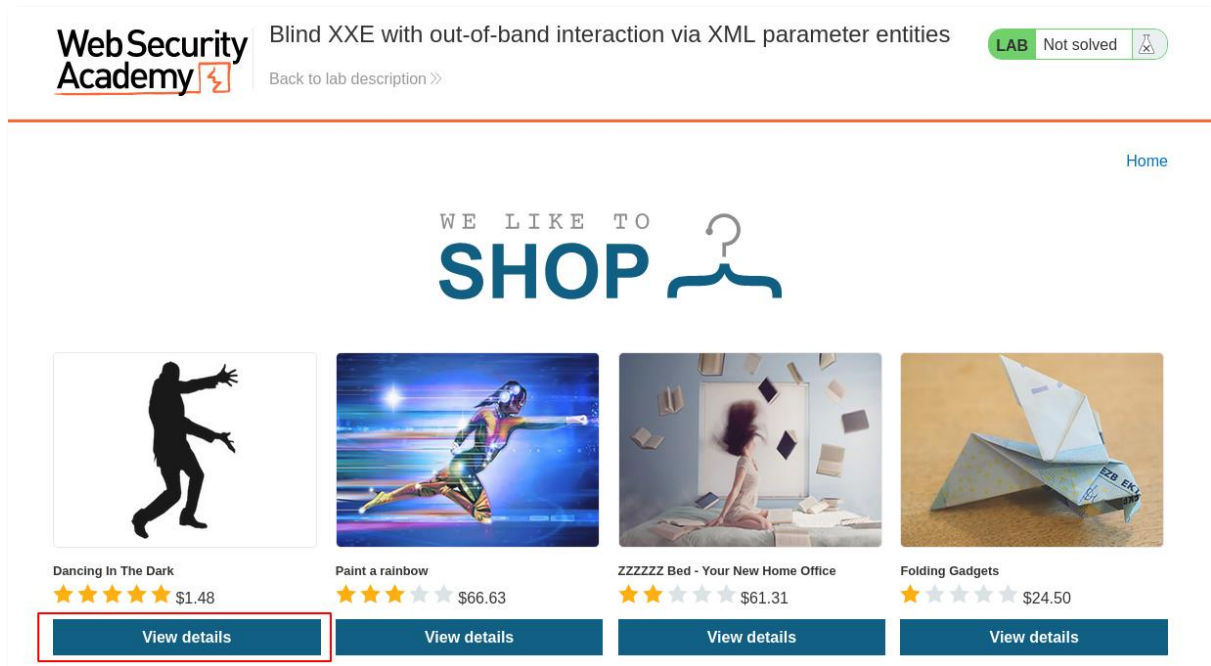 Web Security
Academy
Blind XXE with out-of-band interaction via XML parameter entities
Back to lab description
LAB Not solved
Home
WE LIKE TO
SHOP
Dancing In The Dark
$1.48
View details
Paint a rainbow
$66.63
View details
ZZZZZZ Bed - Your New Home Office
$61.31
View details
Folding Gadgets
$24.50
View details